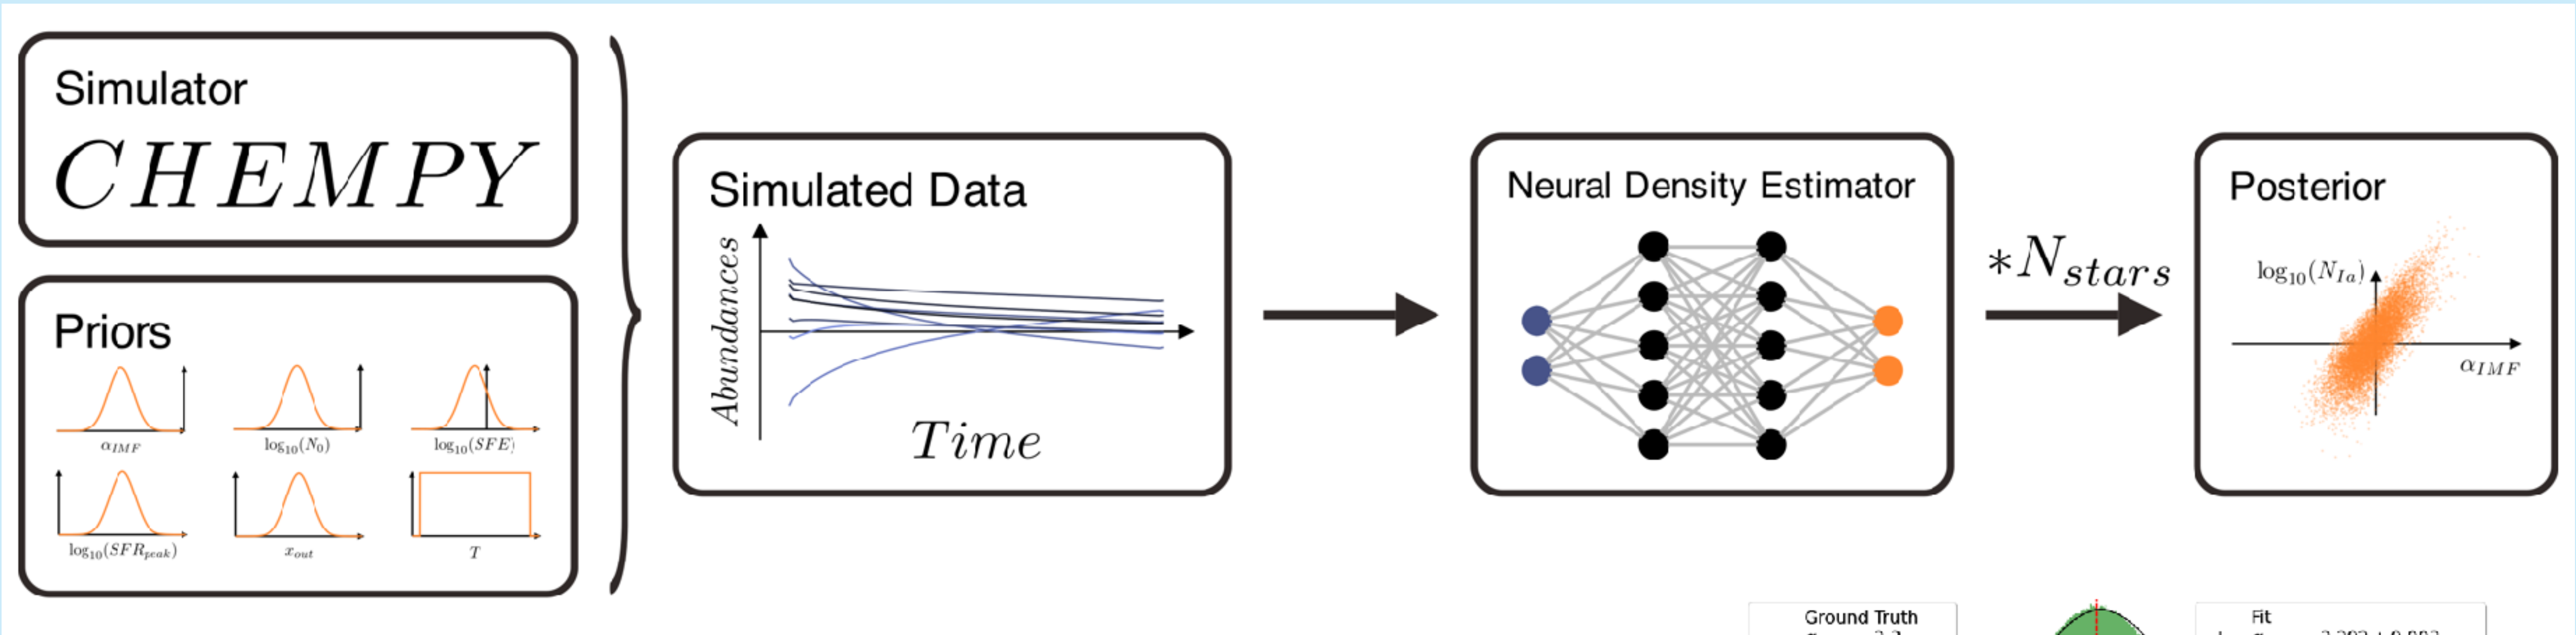 Simulator
CHEMPY
Priors
α_IMF
log₁₀(N₀)
log₁₀(SFE)
log₁₀(SFR_peak)
x_out
T
Simulated Data
Abundances
Time
Neural Density Estimator
*N_stars
Posterior
log₁₀(N_Ia)
α_IMF
Ground Truth
Fit